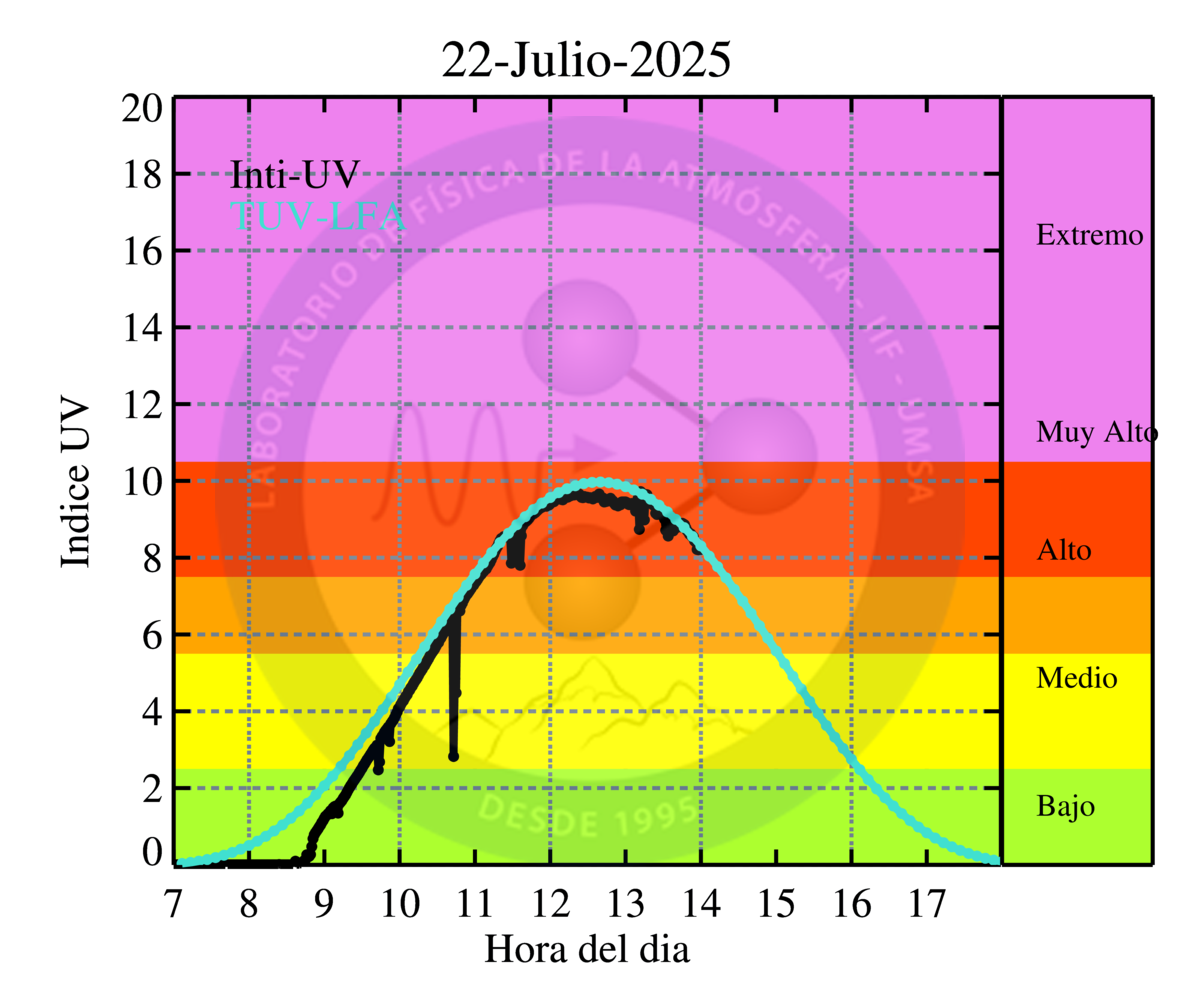 22-Julio-2025
Inti-UV
TUV-LFA
LABORATORIO DE FÍSICA DE LA ATMÓSFERA - IIF - UMSA
DESDE 1995
Indice UV
20
18
16
14
12
10
8
6
4
2
0
Extremo
Muy Alto
Alto
Medio
Bajo
7 8 9 10 11 12 13 14 15 16 17
Hora del dia